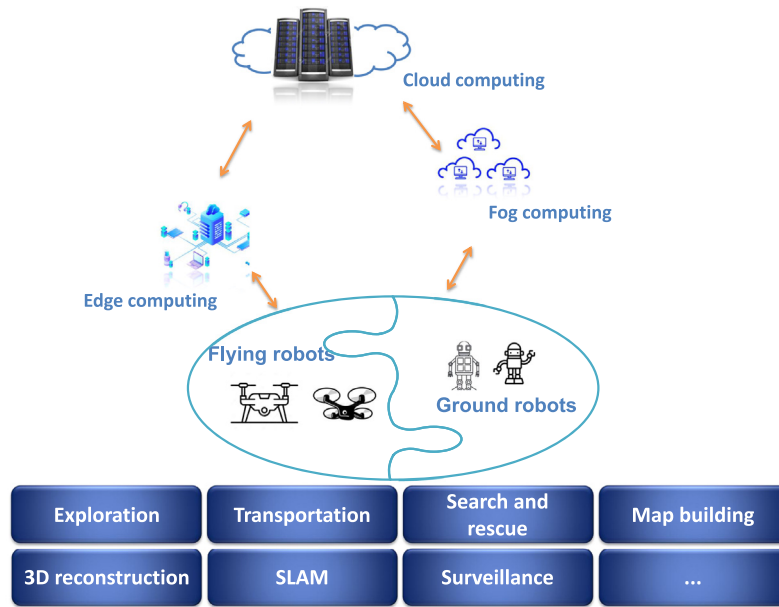 Cloud computing
Fog computing
Edge computing
Flying robots
Ground robots
Exploration
Transportation
Search and
rescue
Map building
3D reconstruction
SLAM
Surveillance
...